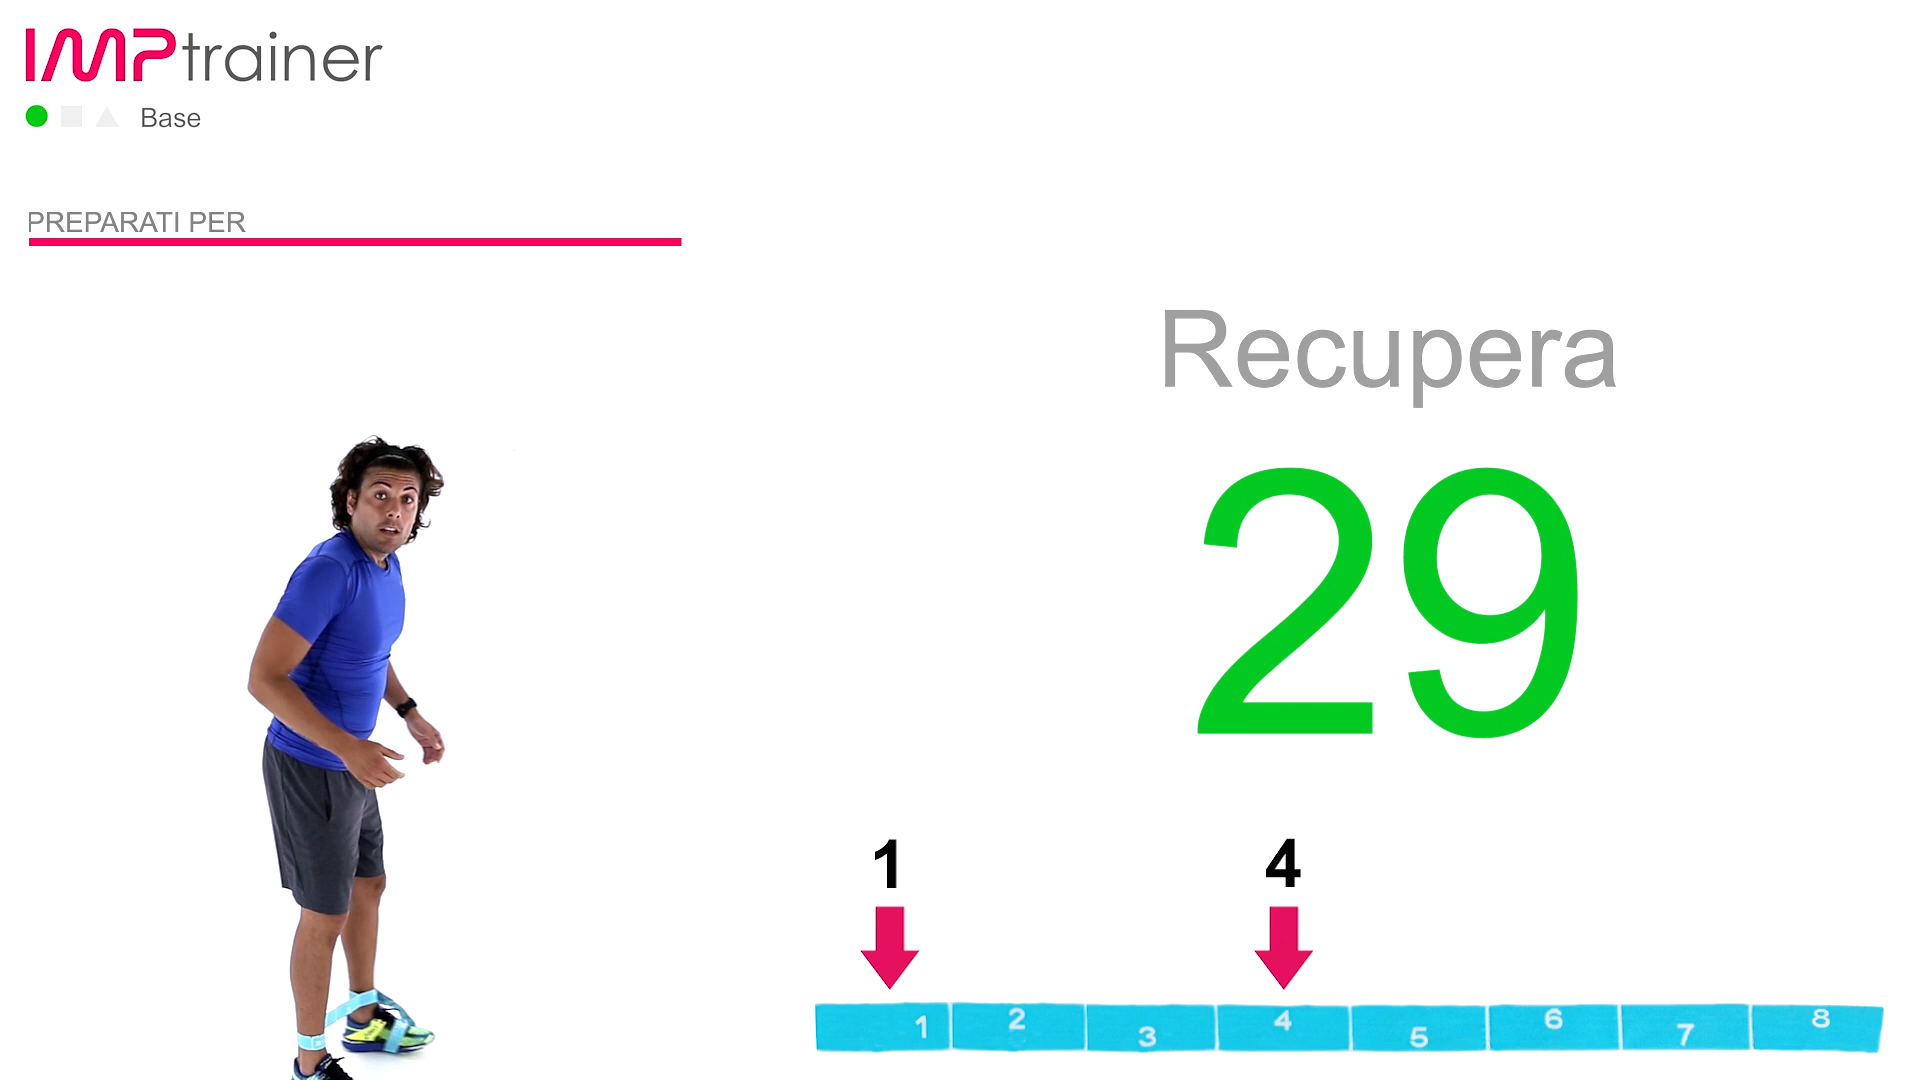 IMPtrainer
Base
PREPARATI PER
Recupera
29
1 4
1 2 3 4 5 6 7 8